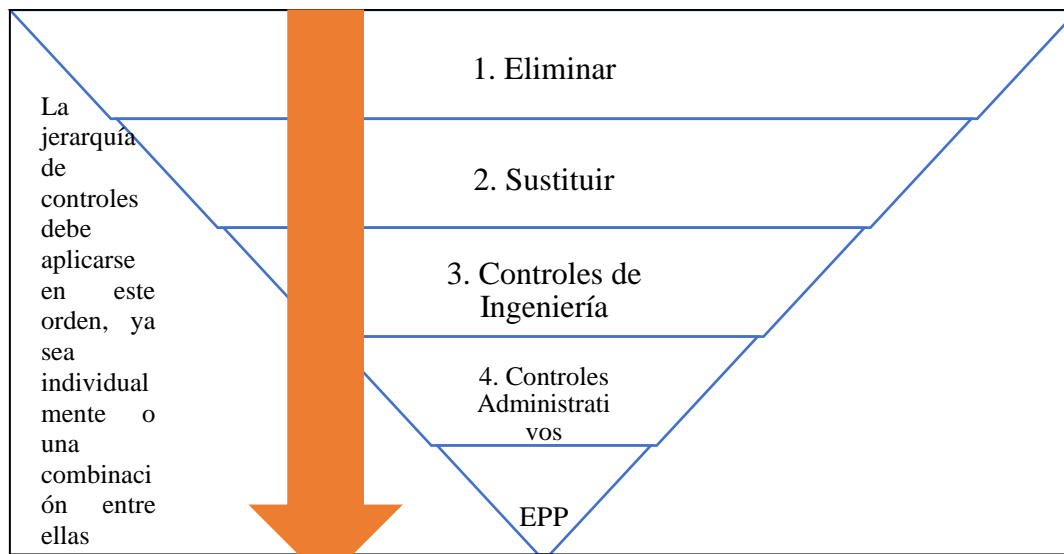 La
jerarquía
de
controles
debe
aplicarse
en este
orden, ya
sea
individual
mente o
una
combinaci
ón entre
ellas
1. Eliminar
2. Sustituir
3. Controles de
Ingeniería
4. Controles
Administrati
vos
EPP